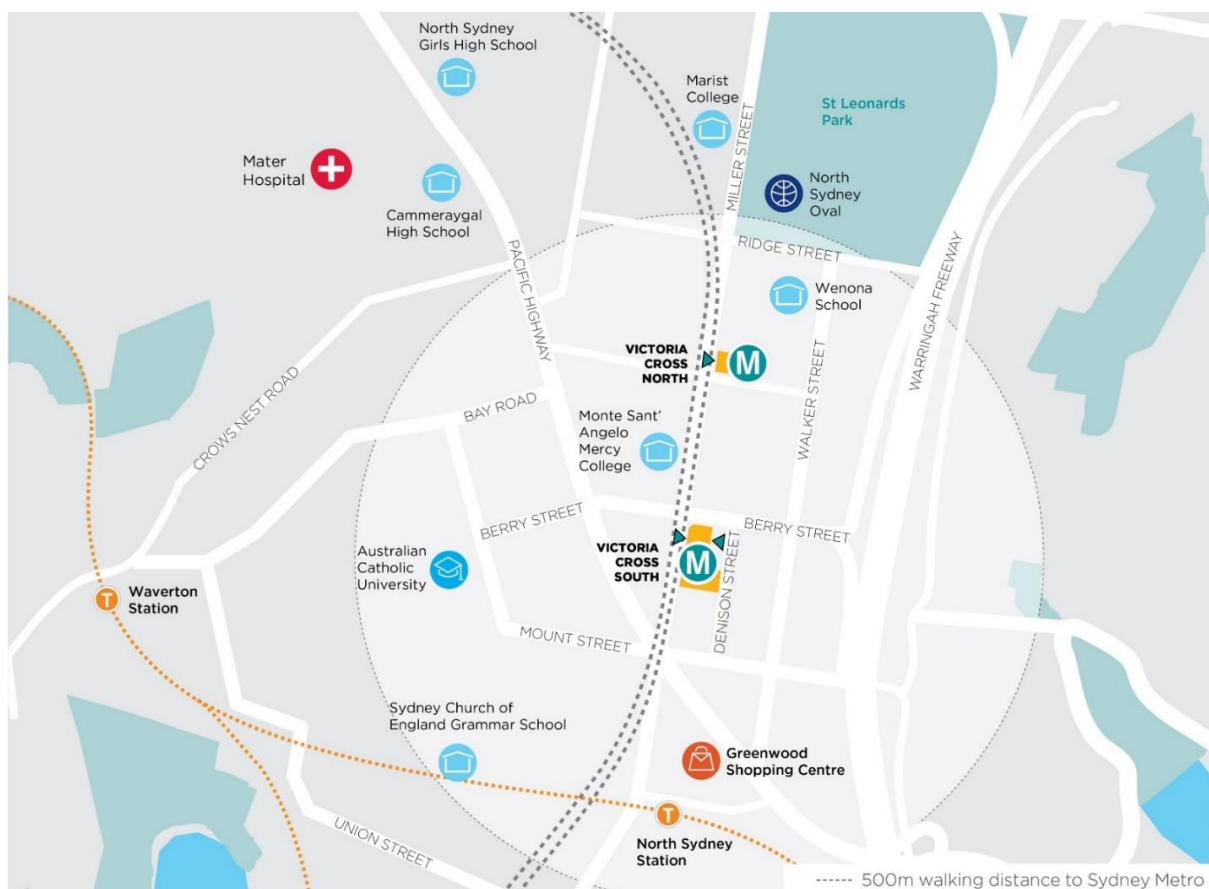 North Sydney
Girls High School
Marist
College
MILLER STREET
St Leonards
Park
Mater
Hospital
Cammeraygal
High School
North
Sydney
Oval
PACIFIC HIGHWAY
RIDGE STREET
WARRINGAH FREEWAY
Wenona
School
VICTORIA
CROSS
NORTH
M
CROWS NEST ROAD
BAY ROAD
WALKER STREET
Monte Sant'
Angelo
Mercy
College
BERRY STREET
BERRY STREET
Australian
Catholic
University
VICTORIA
CROSS
SOUTH
M
DENISON STREET
T
Waverton
Station
MOUNT STREET
Sydney Church of
England Grammar School
Greenwood
Shopping Centre
T
North Sydney
Station
UNION STREET
500m walking distance to Sydney Metro